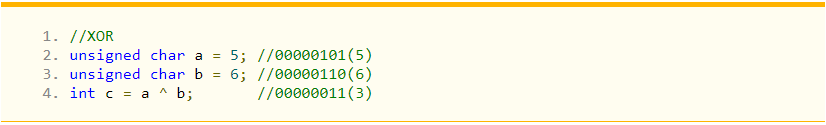 1. //XOR
2. unsigned char a = 5; //00000101(5)
3. unsigned char b = 6; //00000110(6)
4. int c = a ^ b;       //00000011(3)